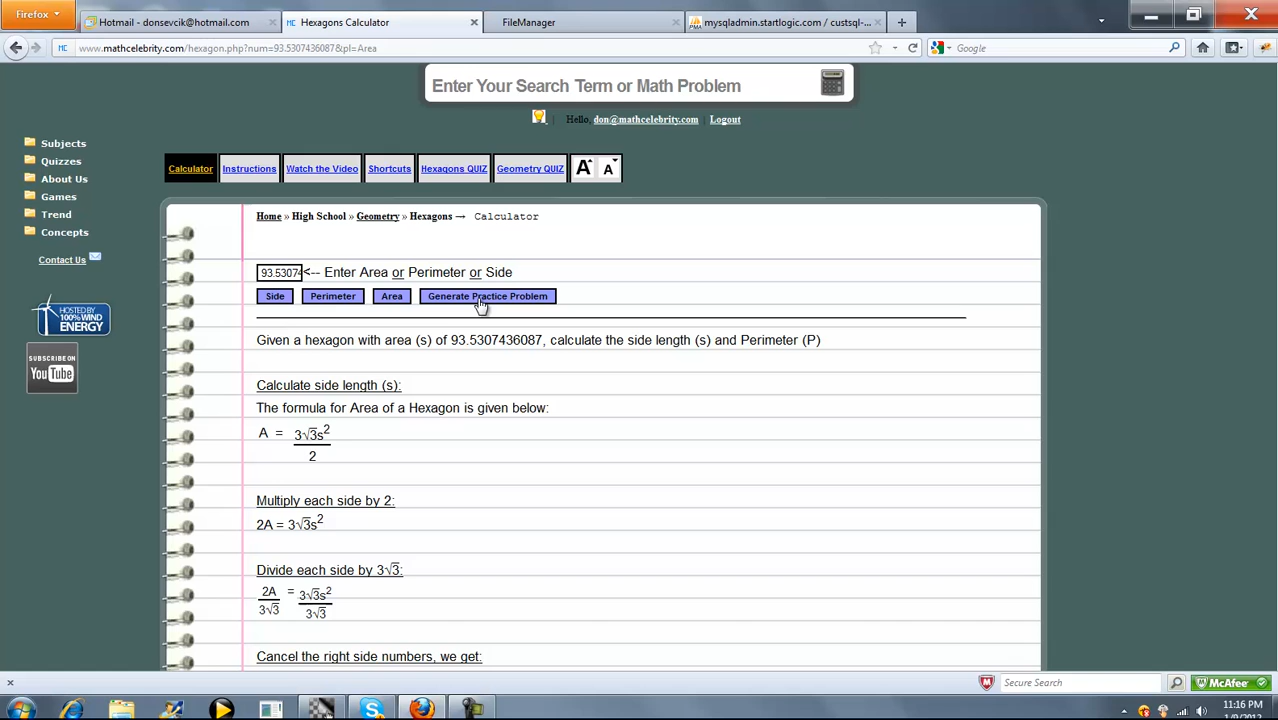 Firefox
Hotmail - donsevcik@hotmail.com
Hexagons Calculator
FileManager
mysqladmin.startlogic.com / custsql-...
www.mathcelebrity.com/hexagon.php?num=93.5307436087&pl=Area
Google
Enter Your Search Term or Math Problem
Hello, don@mathcelebrity.com | Logout
Subjects
Quizzes
About Us
Games
Trend
Concepts
Contact Us
HOSTED BY
100% WIND
ENERGY
SUBSCRIBE ON
You Tube
Calculator
Instructions
Watch the Video
Shortcuts
Hexagons QUIZ
Geometry QUIZ
A A
Home » High School » Geometry » Hexagons → Calculator
93.53074 <-- Enter Area or Perimeter or Side
Side
Perimeter
Area
Generate Practice Problem
Given a hexagon with area (s) of 93.5307436087, calculate the side length (s) and Perimeter (P)
Calculate side length (s):
The formula for Area of a Hexagon is given below:
A = 3√3s²
2
Multiply each side by 2:
2A = 3√3s²
Divide each side by 3√3:
2A = 3√3s²
3√3 3√3
Cancel the right side numbers, we get:
Secure Search
McAfee
11:16 PM